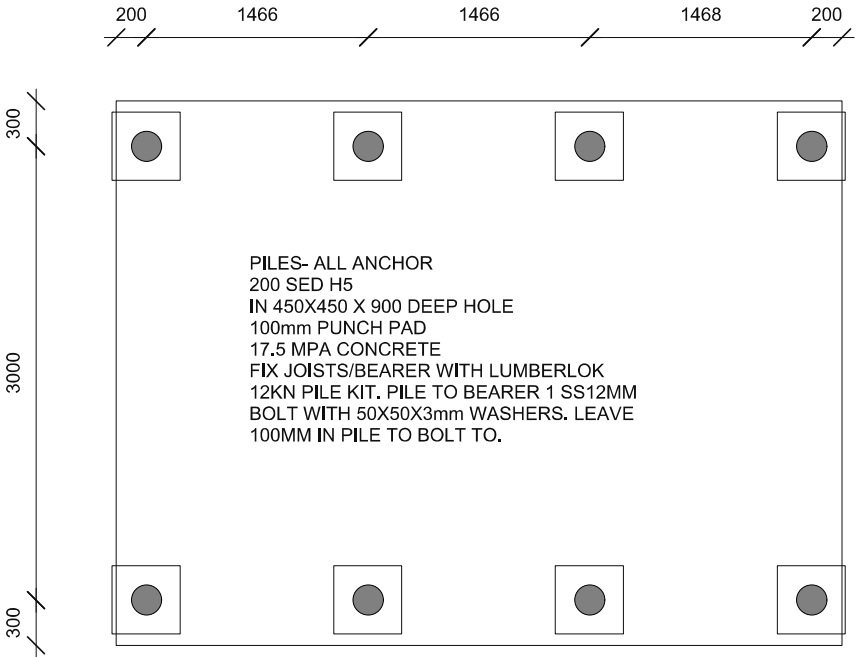 200 1466 1466 1468 200
300
PILES- ALL ANCHOR
200 SED H5
IN 450X450 X 900 DEEP HOLE
100mm PUNCH PAD
17.5 MPA CONCRETE
FIX JOISTS/BEARER WITH LUMBERLOK
12KN PILE KIT. PILE TO BEARER 1 SS12MM
BOLT WITH 50X50X3mm WASHERS. LEAVE
100MM IN PILE TO BOLT TO.
3000
300